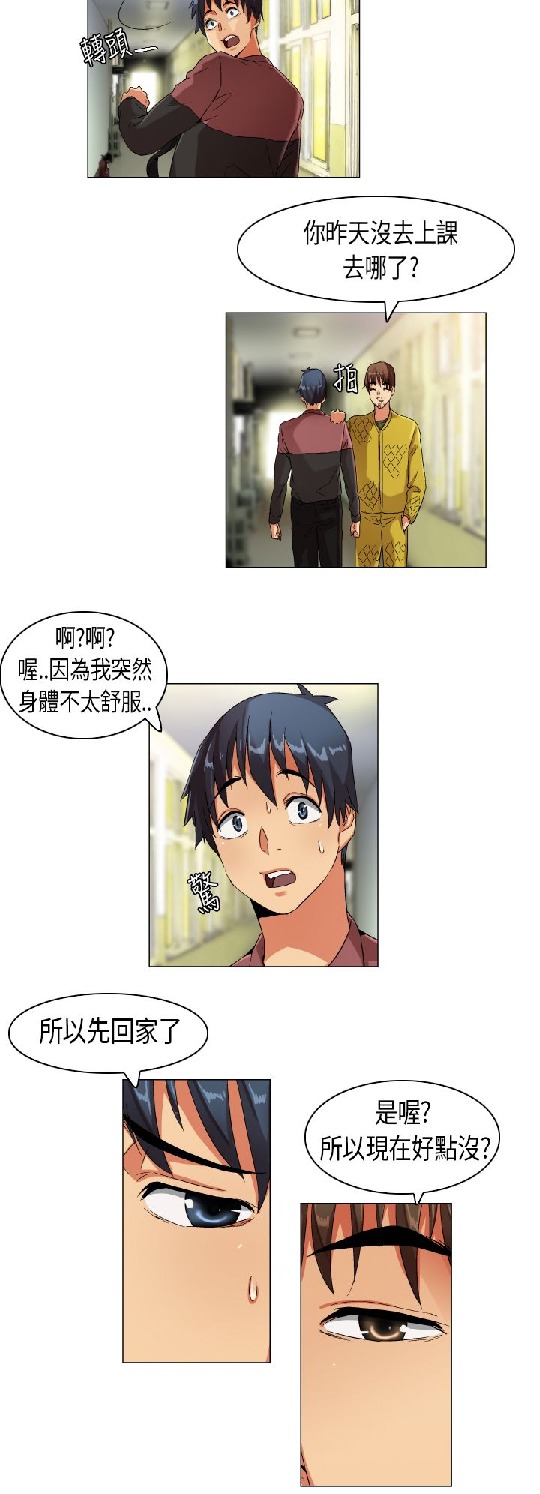 轉頭—
你昨天沒去上課
去哪了?
拍
啊?啊?
喔..因為我突然
身體不太舒服..
驚
所以先回家了
是喔?
所以現在好點沒?